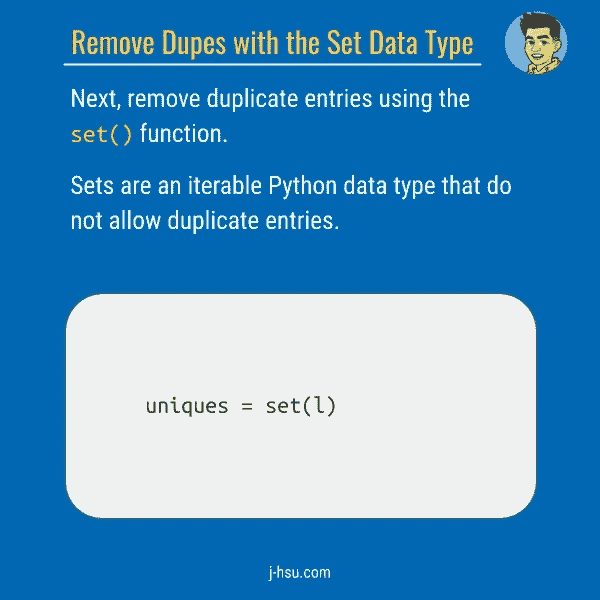 Remove Dupes with the Set Data Type
Next, remove duplicate entries using the
set() function.
Sets are an iterable Python data type that do
not allow duplicate entries.
uniques = set(l)
j-hsu.com